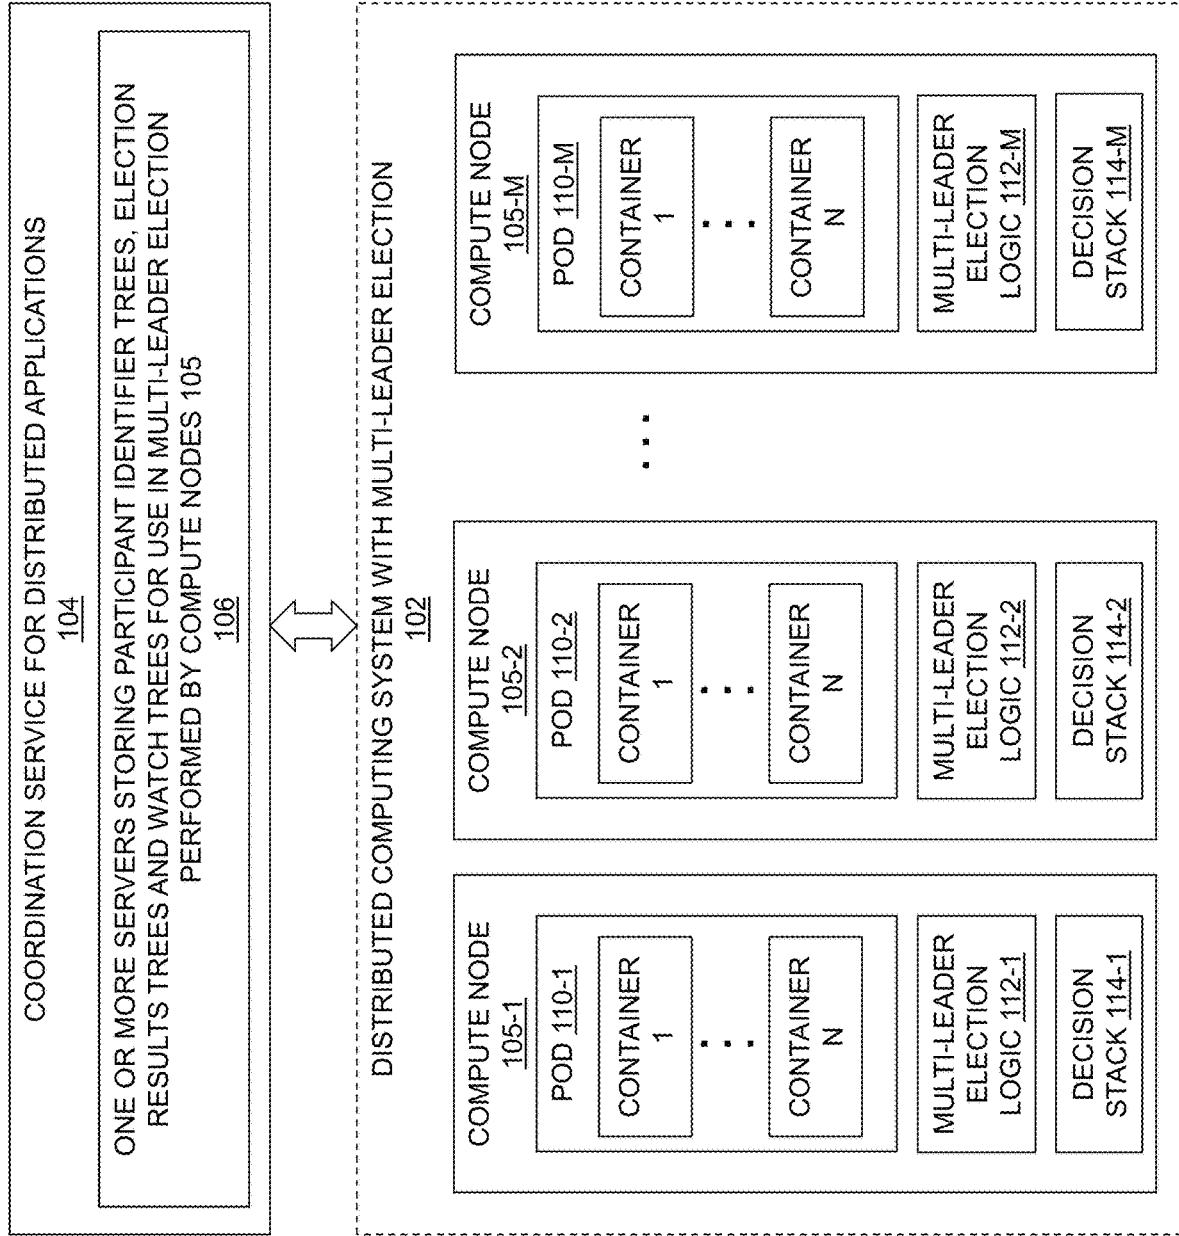 COORDINATION SERVICE FOR DISTRIBUTED APPLICATIONS
104
ONE OR MORE SERVERS STORING PARTICIPANT IDENTIFIER TREES, ELECTION
RESULTS TREES AND WATCH TREES FOR USE IN MULTI-LEADER ELECTION
PERFORMED BY COMPUTE NODES 105
106
DISTRIBUTED COMPUTING SYSTEM WITH MULTI-LEADER ELECTION
102
COMPUTE NODE
105-1
POD 110-1
CONTAINER
1
CONTAINER
N
MULTI-LEADER
ELECTION
LOGIC 112-1
DECISION
STACK 114-1
COMPUTE NODE
105-2
POD 110-2
CONTAINER
1
CONTAINER
N
MULTI-LEADER
ELECTION
LOGIC 112-2
DECISION
STACK 114-2
COMPUTE NODE
105-M
POD 110-M
CONTAINER
1
CONTAINER
N
MULTI-LEADER
ELECTION
LOGIC 112-M
DECISION
STACK 114-M